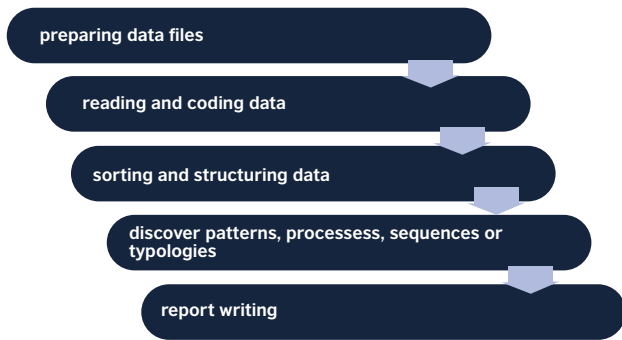 preparing data files
reading and coding data
sorting and structuring data
discover patterns, processess, sequences or
typologies
report writing